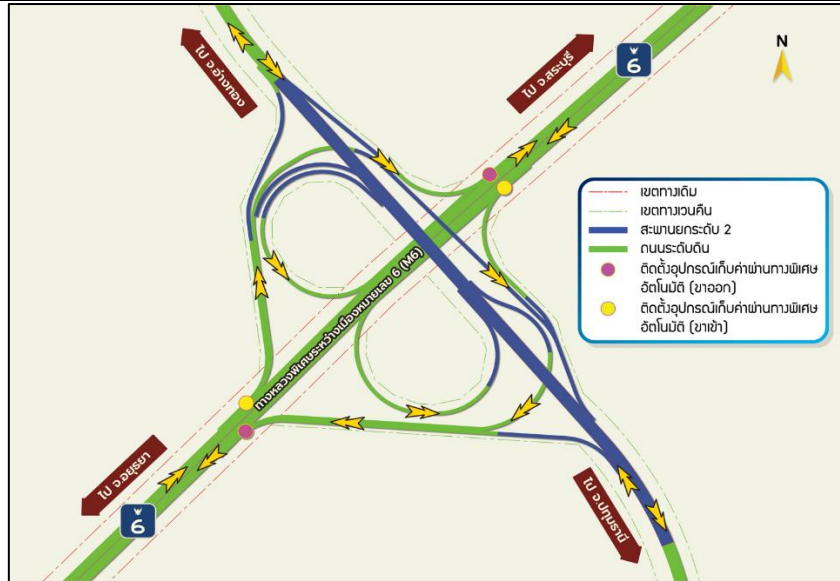 ไป จ.อ่างทอง
ไป จ.สระบุรี
6
N
เขตทางเดิม
เขตทางเวนคืน
สะพานยกระดับ 2
ถนนระดับดิน
ติดตั้งอุปกรณ์เก็บค่าผ่านทางพิเศษ
อัตโนมัติ (ขาออก)
ติดตั้งอุปกรณ์เก็บค่าผ่านทางพิเศษ
อัตโนมัติ (ขาเข้า)
ทางหลวงพิเศษระหว่างเมืองหมายเลข 6 (M6)
ไป จ.อยุธยา
6
ไป จ.ปทุมธานี